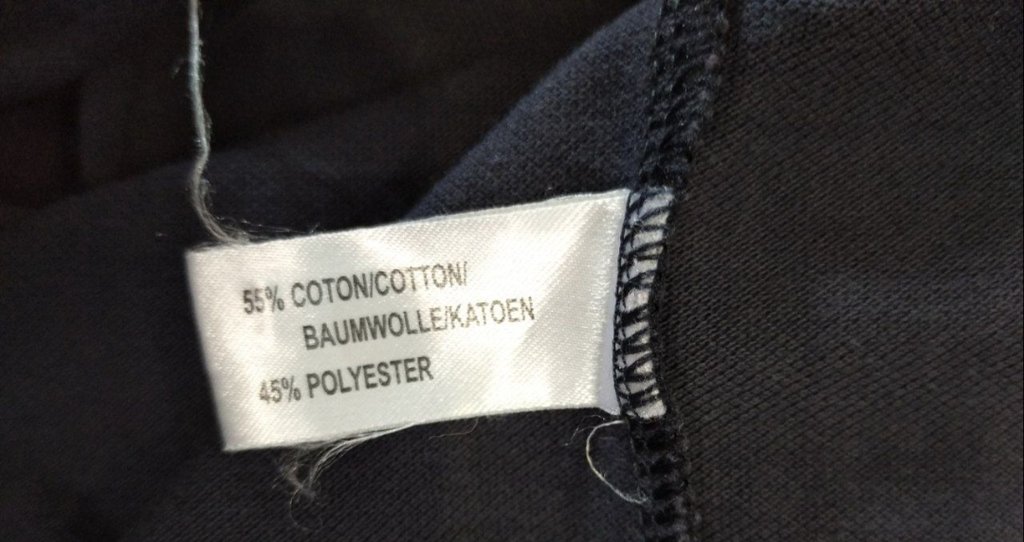 55% COTON/COTTON/
BAUMWOLLE/KATOEN
45% POLYESTER